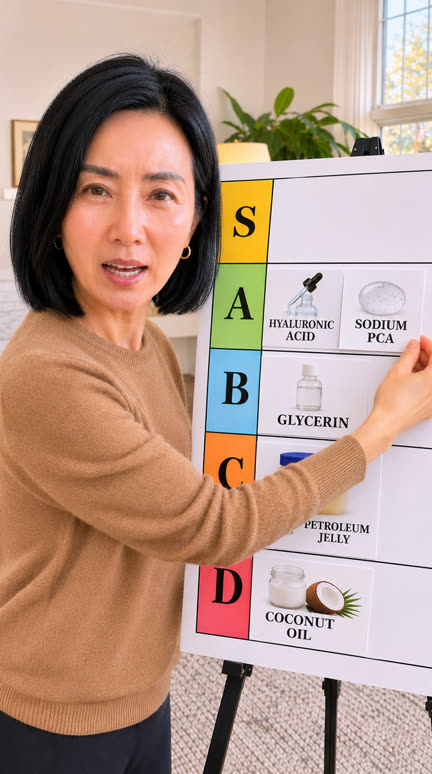 S
A
HYALURONIC
ACID
SODIUM
PCA
B
GLYCERIN
C
PETROLEUM
JELLY
D
COCONUT
OIL